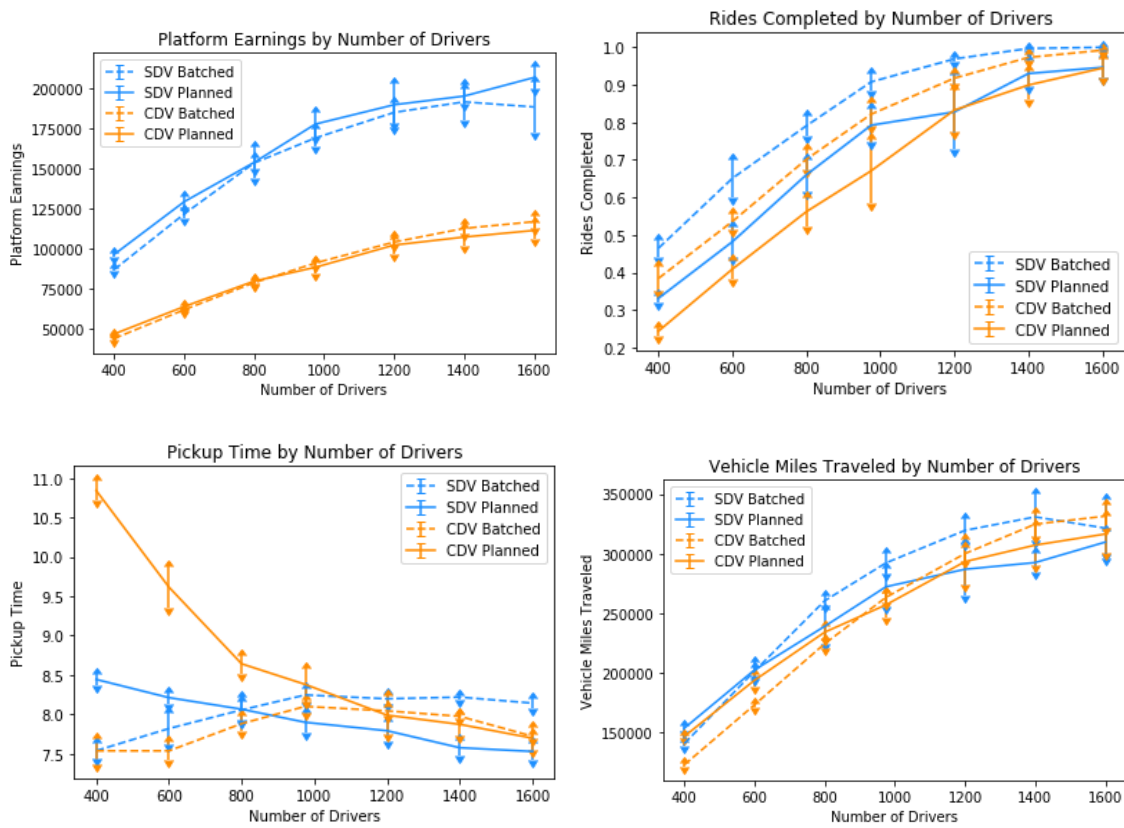 Platform Earnings by Number of Drivers
SDV Batched
SDV Planned
CDV Batched
CDV Planned
200000
175000
150000
125000
100000
75000
50000
Platform Earnings
400 600 800 1000 1200 1400 1600
Number of Drivers
Rides Completed by Number of Drivers
1.0
0.9
0.8
0.7
0.6
0.5
0.4
0.3
0.2
Rides Completed
SDV Batched
SDV Planned
CDV Batched
CDV Planned
400 600 800 1000 1200 1400 1600
Number of Drivers
Pickup Time by Number of Drivers
11.0
10.5
10.0
9.5
9.0
8.5
8.0
7.5
Pickup Time
SDV Batched
SDV Planned
CDV Batched
CDV Planned
400 600 800 1000 1200 1400 1600
Number of Drivers
Vehicle Miles Traveled by Number of Drivers
350000
300000
250000
200000
150000
Vehicle Miles Traveled
SDV Batched
SDV Planned
CDV Batched
CDV Planned
400 600 800 1000 1200 1400 1600
Number of Drivers